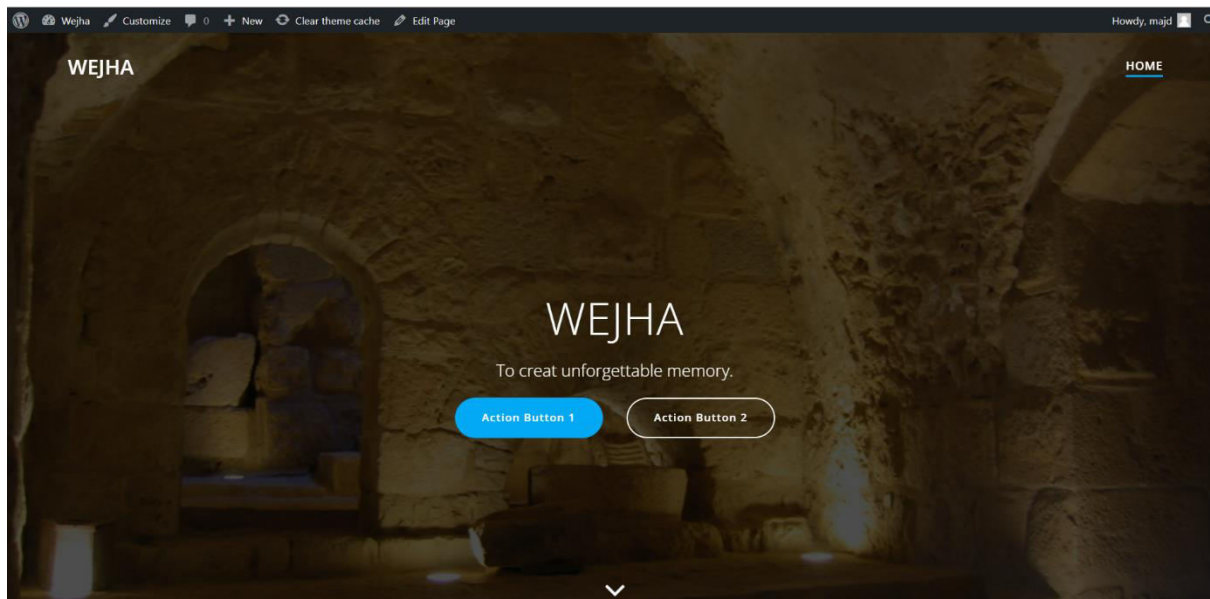 Wejha Customize 0 New Clear theme cache Edit Page Howdy, majd
WEJHA HOME
WEJHA
To creat unforgettable memory.
Action Button 1 Action Button 2